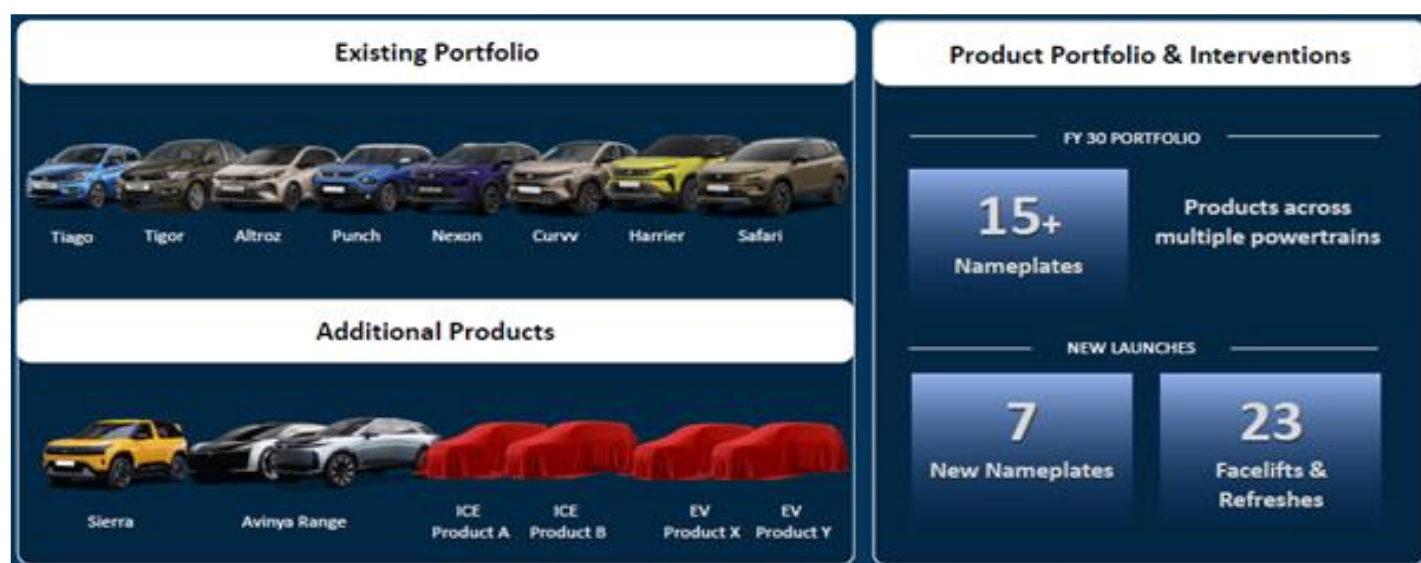 Existing Portfolio
Tiago Tigor Altroz Punch Nexon Curvv Harrier Safari
Additional Products
Sierra
Avinya Range
ICE
Product A
ICE
Product B
EV
Product X
EV
Product Y
Product Portfolio & Interventions
FY 30 PORTFOLIO
15+
Nameplates
Products across
multiple powertrains
NEW LAUNCHES
7
New Nameplates
23
Facelifts &
Refreshes